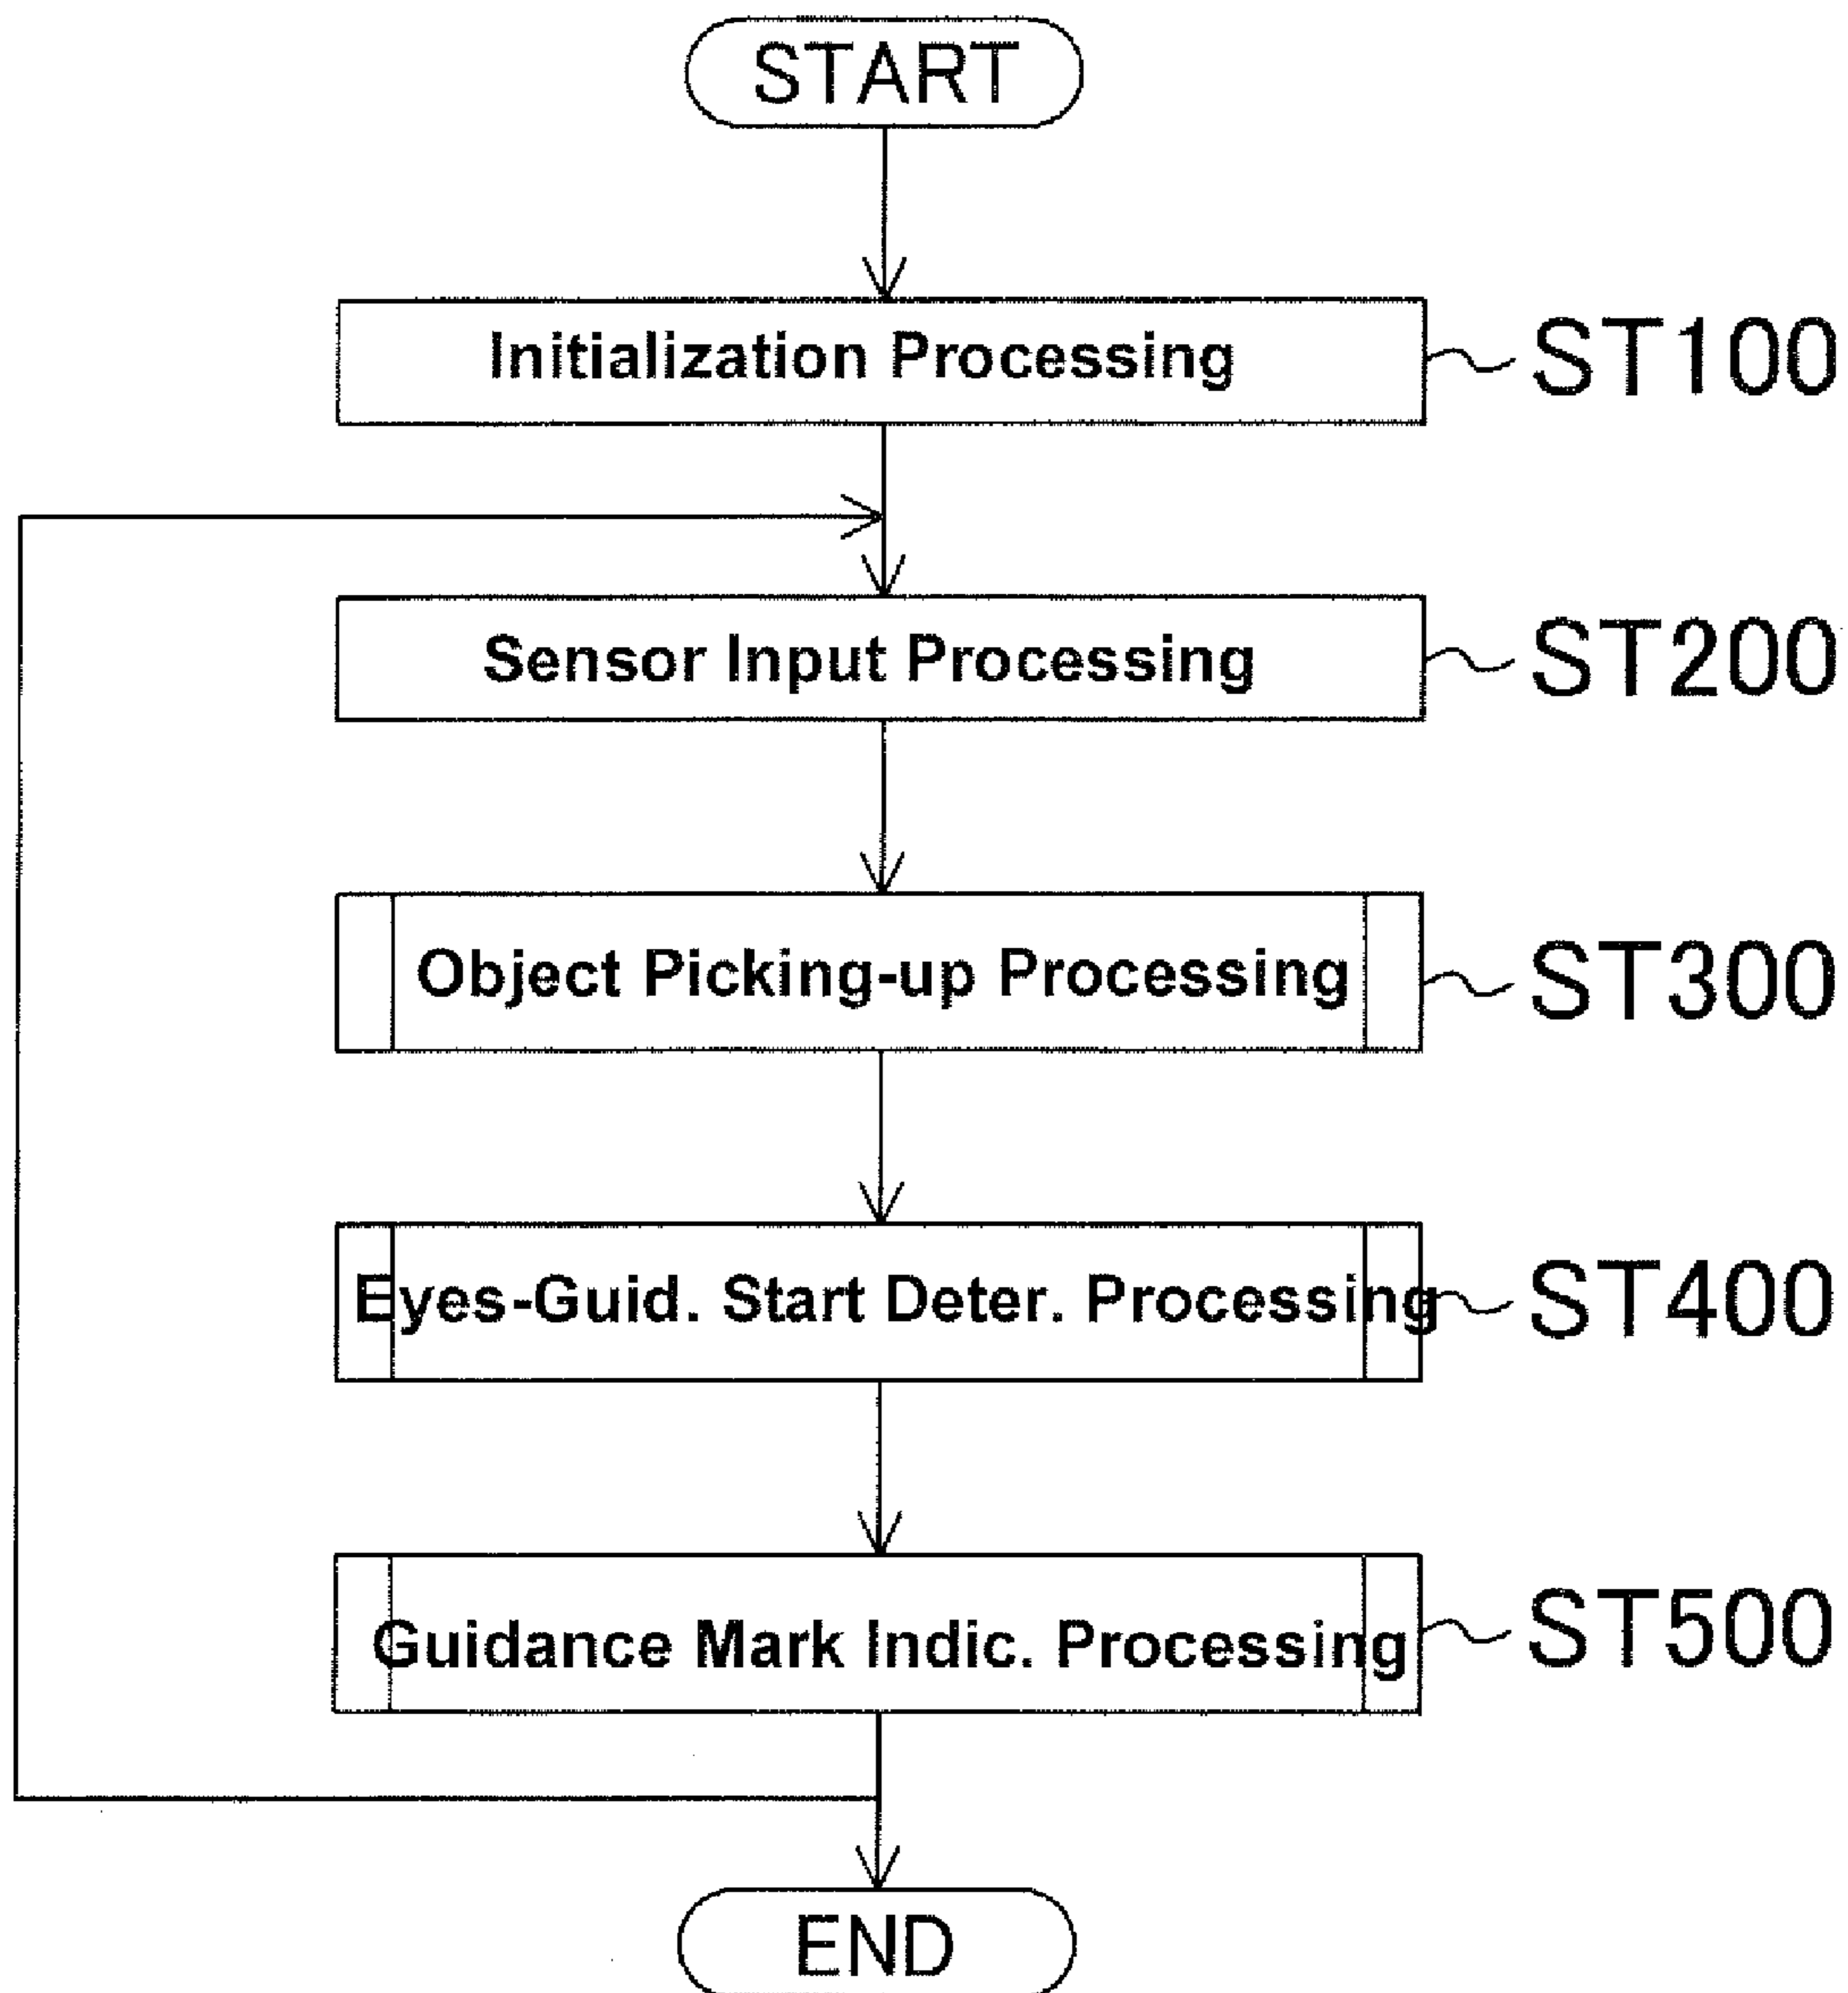 START
Initialization Processing
ST100
Sensor Input Processing
ST200
Object Picking-up Processing
ST300
Eyes-Guid. Start Deter. Processing
ST400
Guidance Mark Indic. Processing
ST500
END